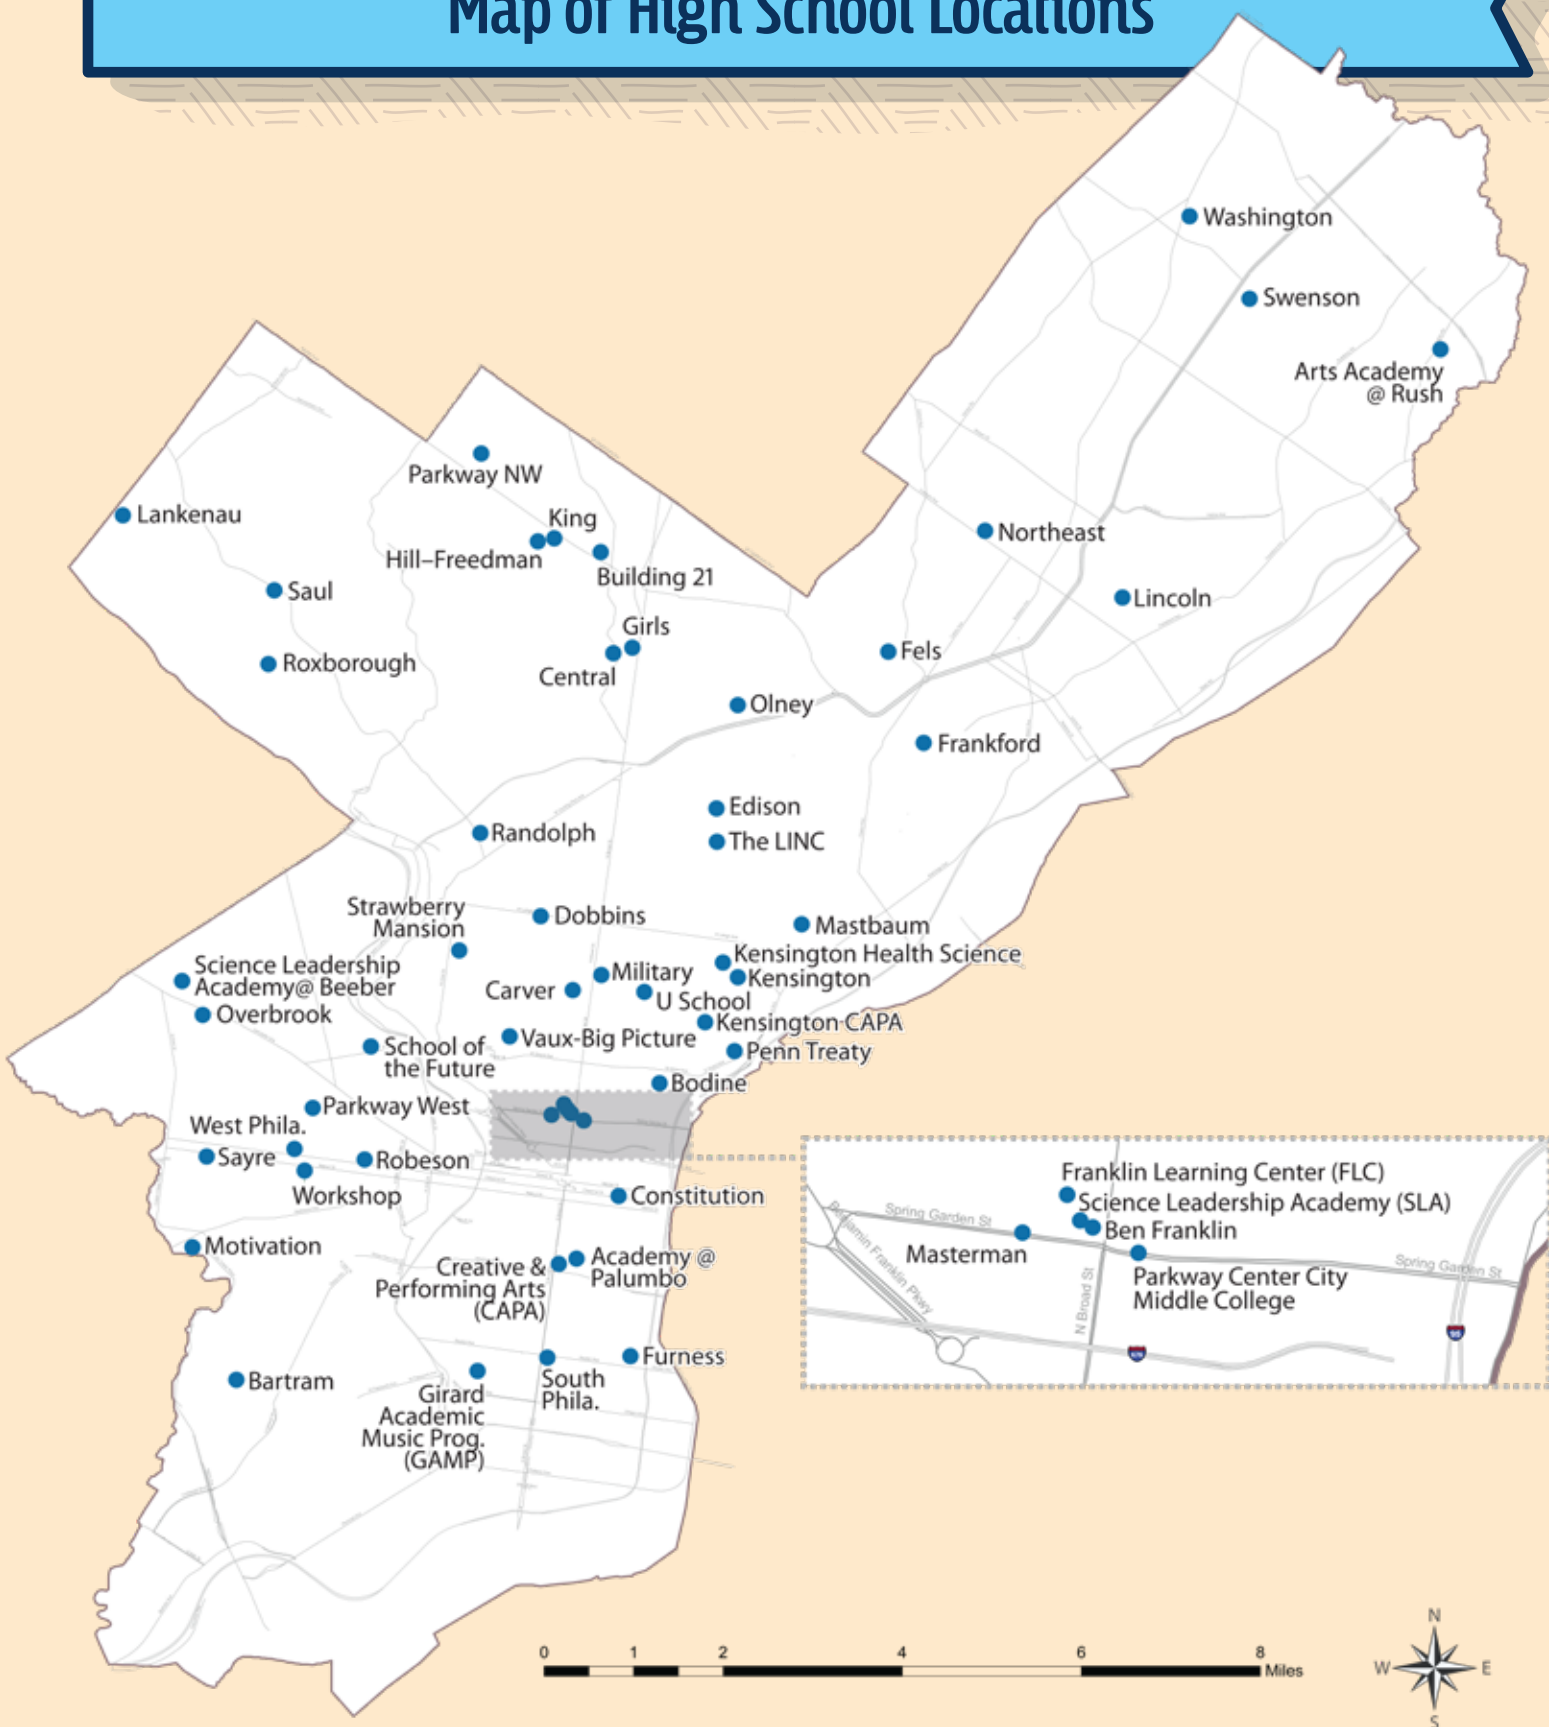 Map of High School Locations
Washington
Swenson
Arts Academy
@ Rush
Parkway NW
Lankenau
King
Hill–Freedman
Northeast
Building 21
Saul
Lincoln
Girls
Fels
Roxborough
Central
Olney
Frankford
Edison
Randolph
The LINC
Strawberry
Mansion
Dobbins
Mastbaum
Kensington Health Science
Science Leadership
Academy@ Beeber
Military
Kensington
Carver
U School
Overbrook
Kensington-CAPA
Vaux-Big Picture
School of
the Future
Penn Treaty
Bodine
Parkway West
West Phila.
Sayre
Robeson
Workshop
Constitution
Motivation
Academy @
Palumbo
Creative &
Performing Arts
(CAPA)
Furness
Bartram
South
Phila.
Girard
Academic
Music Prog.
(GAMP)
Franklin Learning Center (FLC)
Science Leadership Academy (SLA)
Spring Garden St
Ben Franklin
Masterman
Benjamin Franklin Pkwy
Spring Garden St
Parkway Center City
Middle College
N Broad St
95
676
0 1 2 4 6 8
Miles
N
W E
S